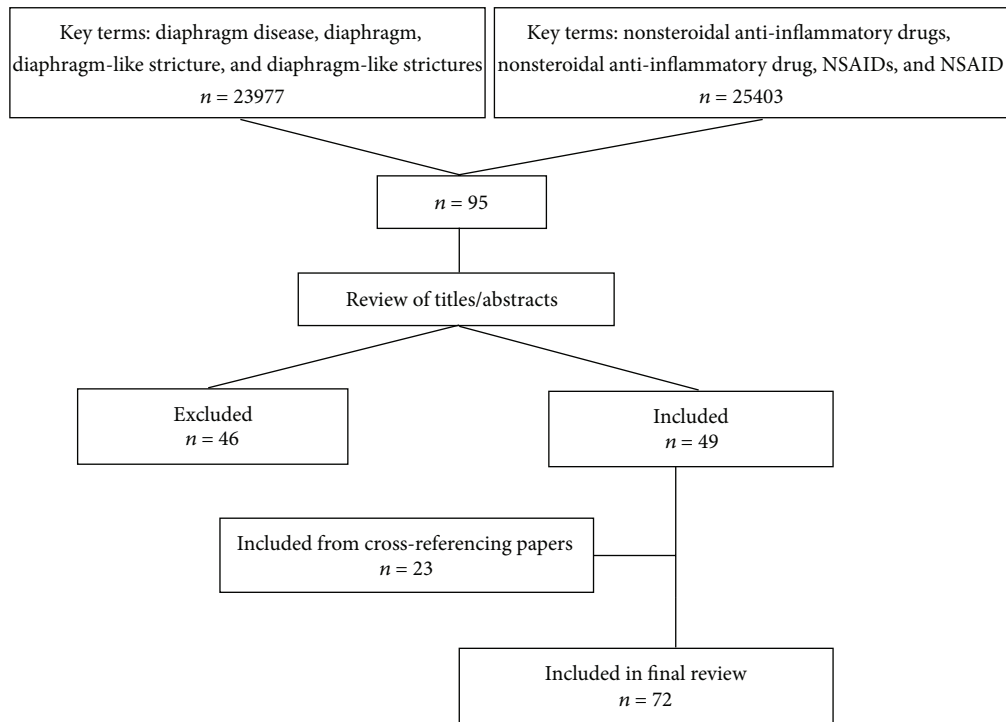 Key terms: diaphragm disease, diaphragm,
diaphragm-like stricture, and diaphragm-like strictures
n = 23977
Key terms: nonsteroidal anti-inflammatory drugs,
nonsteroidal anti-inflammatory drug, NSAIDs, and NSAID
n = 25403
n = 95
Review of titles/abstracts
Excluded
n = 46
Included
n = 49
Included from cross-referencing papers
n = 23
Included in final review
n = 72